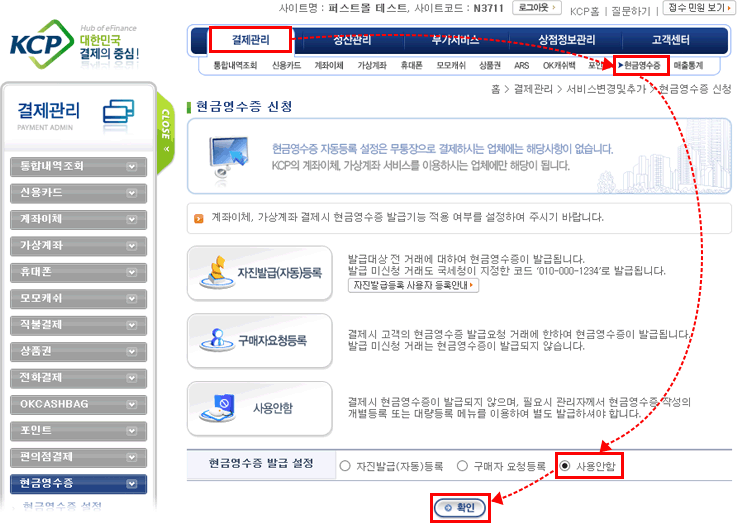 사이트명 : 퍼스트몰 테스트, 사이트코드 : N3711 로그아웃 KCP홈 | 질문하기 | 접수 민원 보기
KCP
Hub of eFinance
대한민국
결제의 중심!
결제관리 정산관리 부가서비스 상점정보관리 고객센터
통합내역조회 신용카드 계좌이체 가상계좌 휴대폰 모모캐쉬 상품권 ARS OK캐쉬백 포인 현금영수증 매출통계
홈 > 결제관리 > 서비스변경및추가 > 현금영수증 신청
결제관리
PAYMENT ADMIN
CLOSE
통합내역조회
신용카드
계좌이체
가상계좌
휴대폰
모모캐쉬
직불결제
상품권
전화결제
OKCASHBAG
포인트
편의점결제
현금영수증
현금영수증 설정
현금영수증 신청
현금영수증 자동등록 설정은 무통장으로 결제하시는 업체에는 해당사항이 없습니다.
KCP의 계좌이체, 가상계좌 서비스를 이용하시는 업체에만 해당이 됩니다.
계좌이체, 가상계좌 결제시 현금영수증 발급기능 적용 여부를 설정하여 주시기 바랍니다.
자진발급(자동)등록
발급대상 전 거래에 대하여 현금영수증이 발급됩니다.
발급 미신청 거래도 국세청이 지정한 코드 '010-000-1234'로 발급됩니다.
자진발급등록 사용자 등록안내
구매자요청등록
결제시 고객의 현금영수증 발급요청 거래에 한하여 현금영수증이 발급됩니다.
발급 미신청 거래는 현금영수증이 발급되지 않습니다.
사용안함
결제시 현금영수증이 발급되지 않으며, 필요시 관리자께서 현금영수증 작성의
개별등록 또는 대량등록 메뉴를 이용하여 별도 발급하셔야 합니다.
현금영수증 발급 설정 자진발급(자동)등록 구매자 요청등록 사용안함
확인